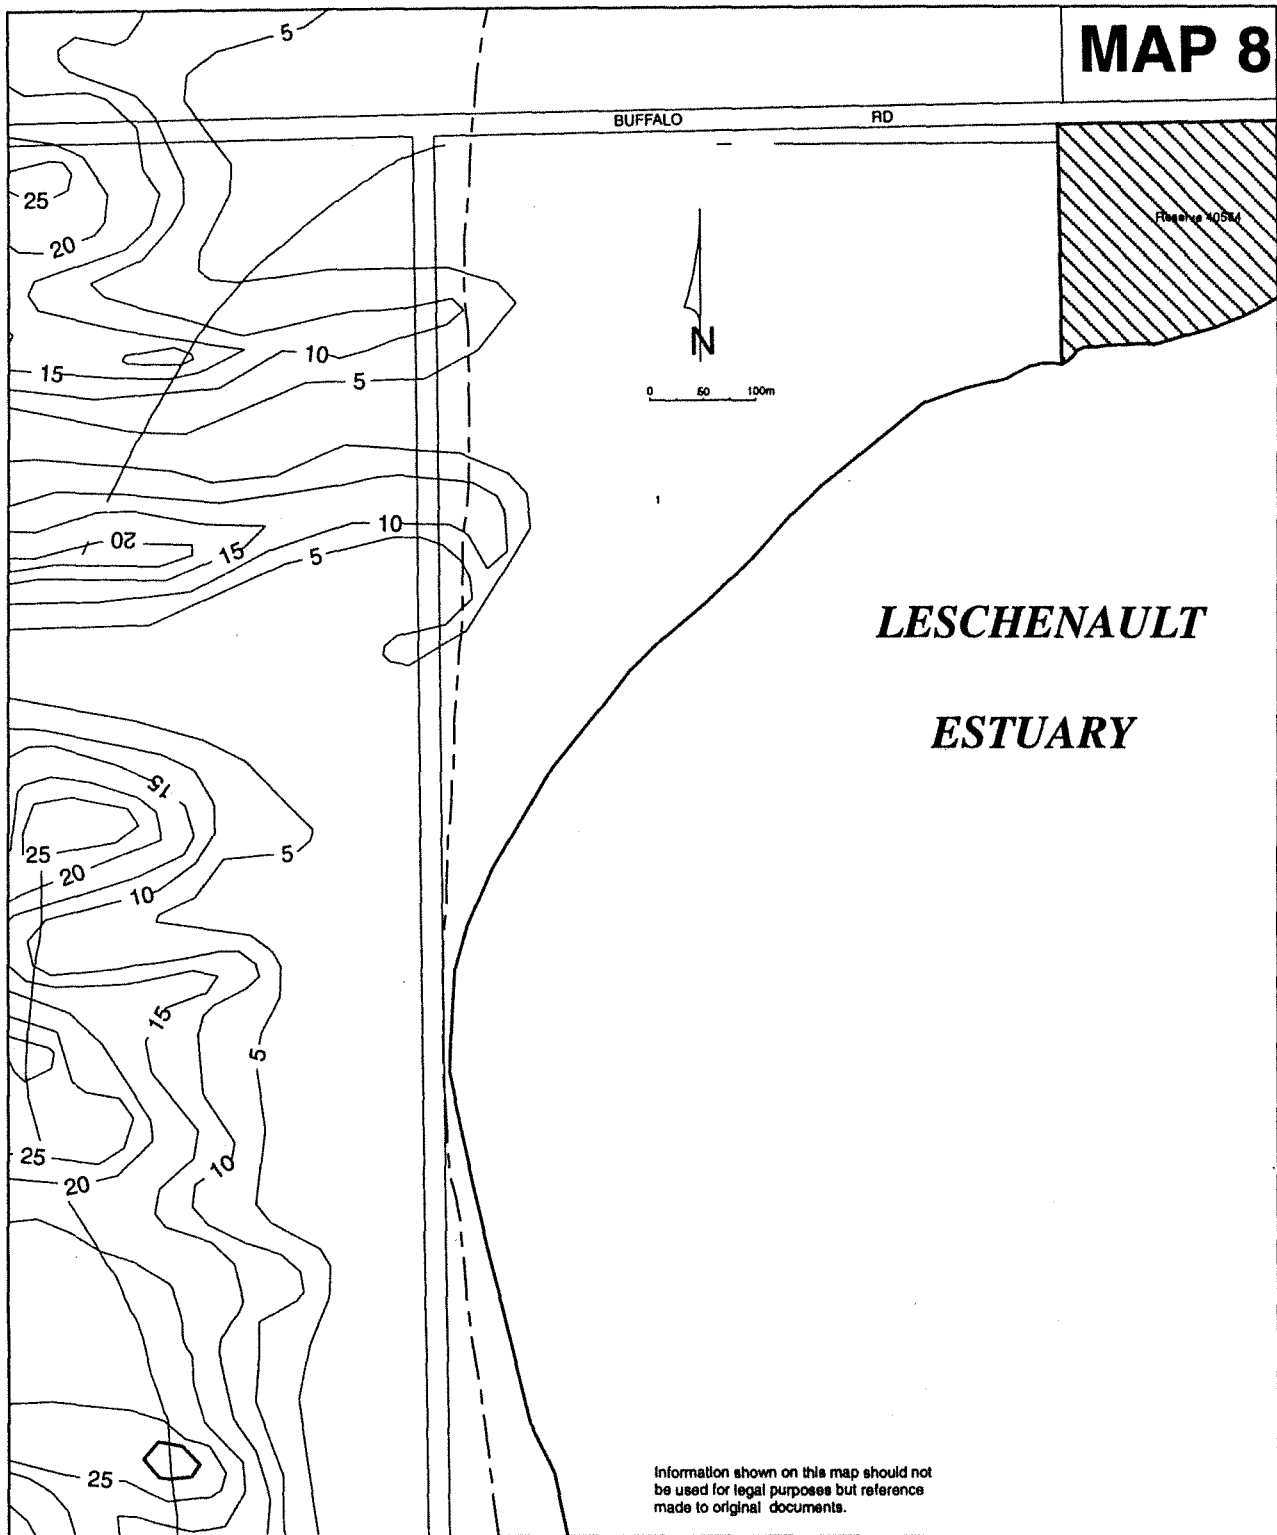 MAP 8
5
BUFFALO RD
25
20
Reserve 40584
10
15
5
N
0 50 100m
1
10
20
15
5
LESCHENAULT
ESTUARY
15
25
5
20
10
15
5
25
10
20
25
Information shown on this map should not
be used for legal purposes but reference
made to original documents.